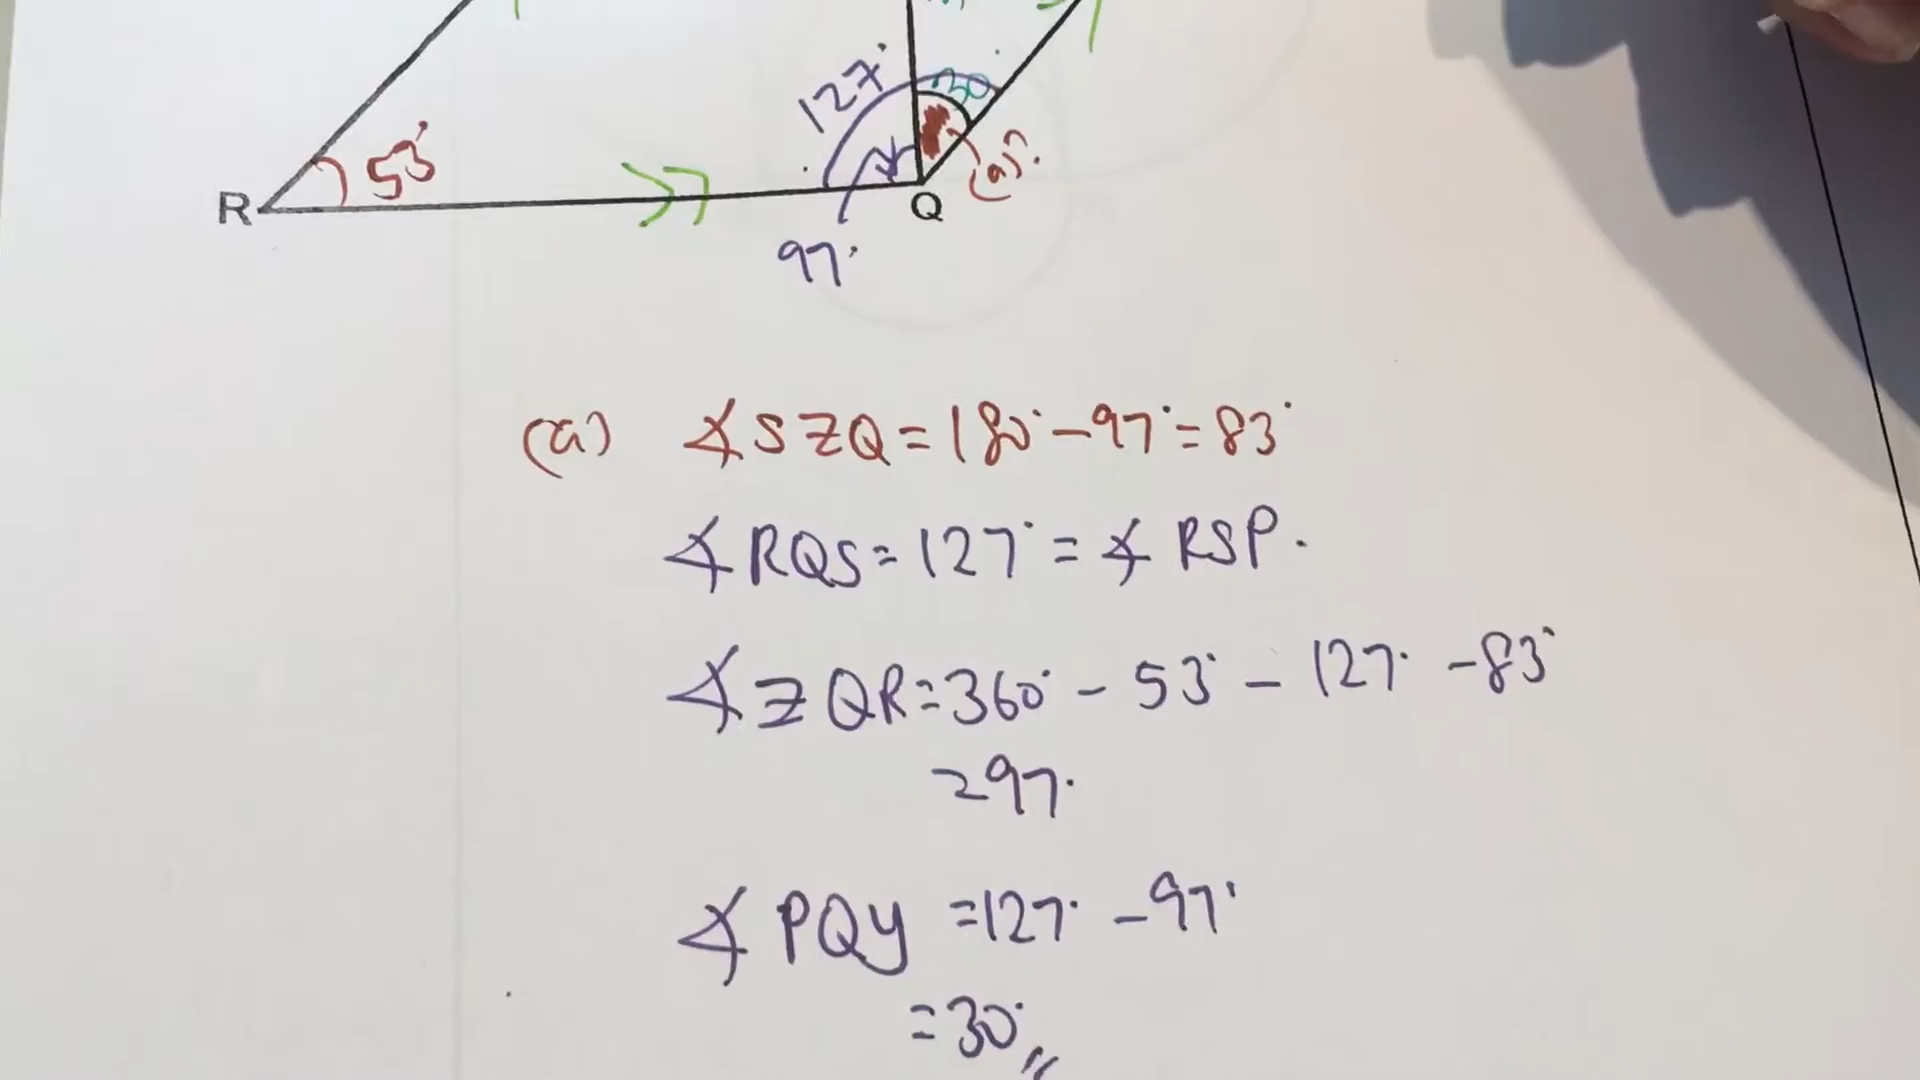 127°
30
53°
(a).
R
Q
97°
(a) ∡SZQ = 180° - 97° = 83°
∡RQS = 127° = ∡ RSP.
∡ZQR = 360° - 53° - 127° - 83°
= 97°
∡ PQY = 127° - 97°
= 30°